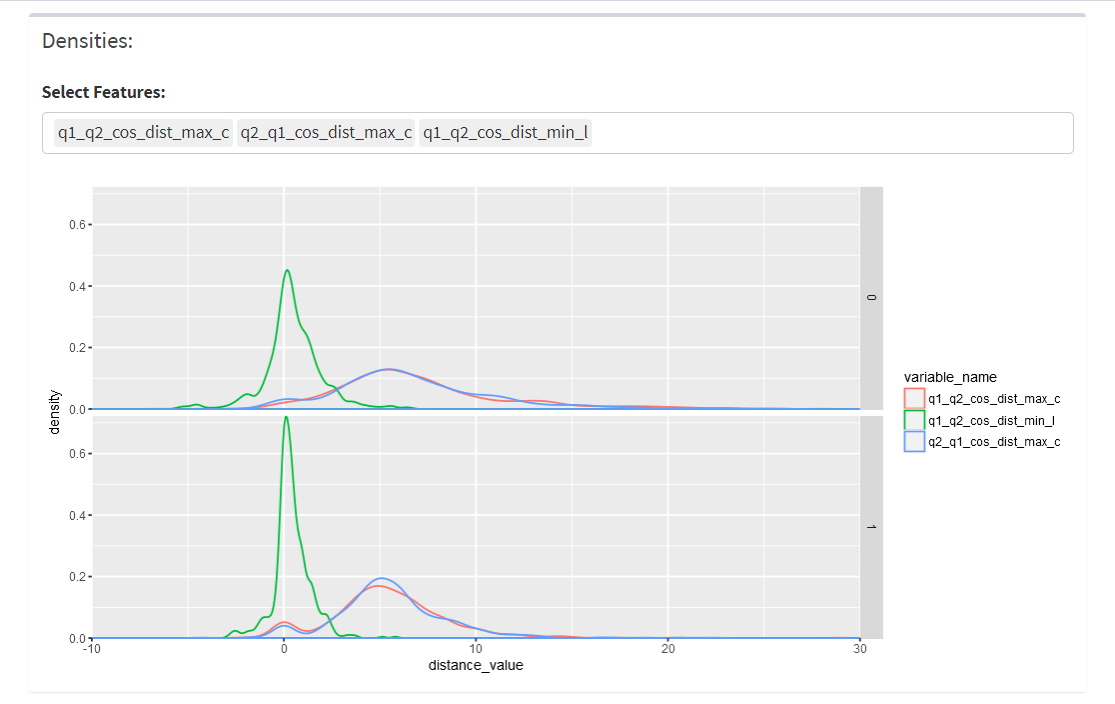 Densities:
Select Features:
q1_q2_cos_dist_max_c q2_q1_cos_dist_max_c q1_q2_cos_dist_min_l
0.6
0.4
0.2
0.0
0
density
0.6
0.4
0.2
0.0
1
-10 0 10 20 30
distance_value
variable_name
q1_q2_cos_dist_max_c
q1_q2_cos_dist_min_l
q2_q1_cos_dist_max_c